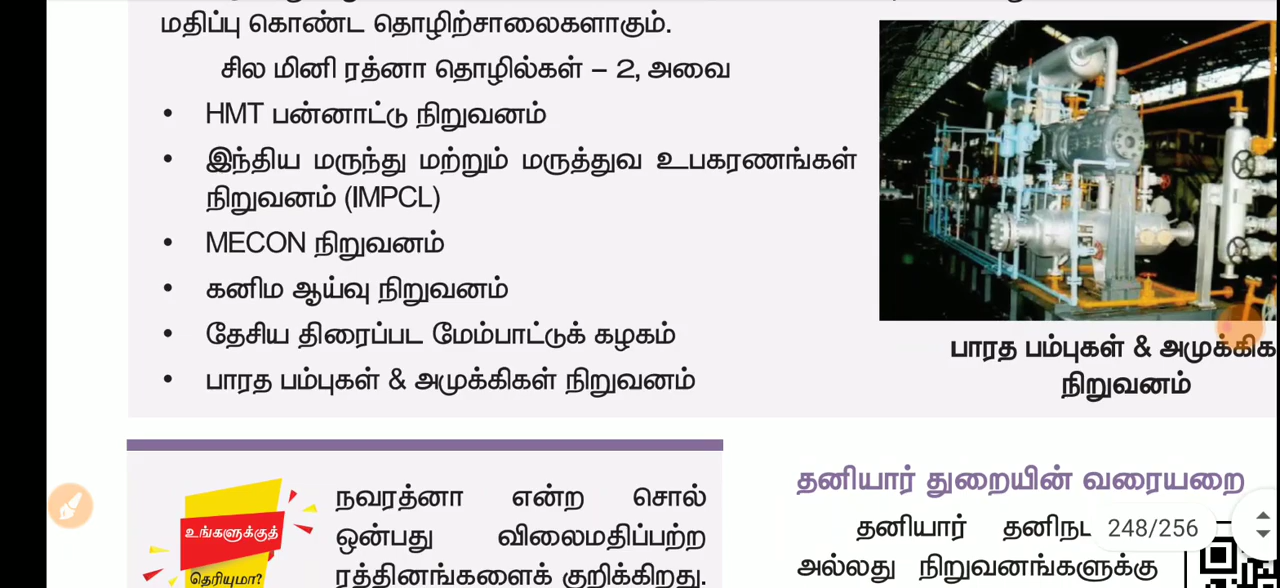 மதிப்பு கொண்ட தொழிற்சாலைகளாகும்.
சில மினி ரத்னா தொழில்கள் – 2, அவை
• HMT பன்னாட்டு நிறுவனம்
• இந்திய மருந்து மற்றும் மருத்துவ உபகரணங்கள்
நிறுவனம் (IMPCL)
• MECON நிறுவனம்
• கனிம ஆய்வு நிறுவனம்
• தேசிய திரைப்பட மேம்பாட்டுக் கழகம்
• பாரத பம்புகள் & அமுக்கிகள் நிறுவனம்
பாரத பம்புகள் & அமுக்கிக
நிறுவனம்
உங்களுக்குத்
தெரியுமா?
நவரத்னா என்ற சொல்
ஒன்பது விலைமதிப்பற்ற
ரத்தினங்களைக் குறிக்கிறது.
தனியார் துறையின் வரையறை
தனியார்
248/256
அல்லது நிறுவனங்களுக்கு